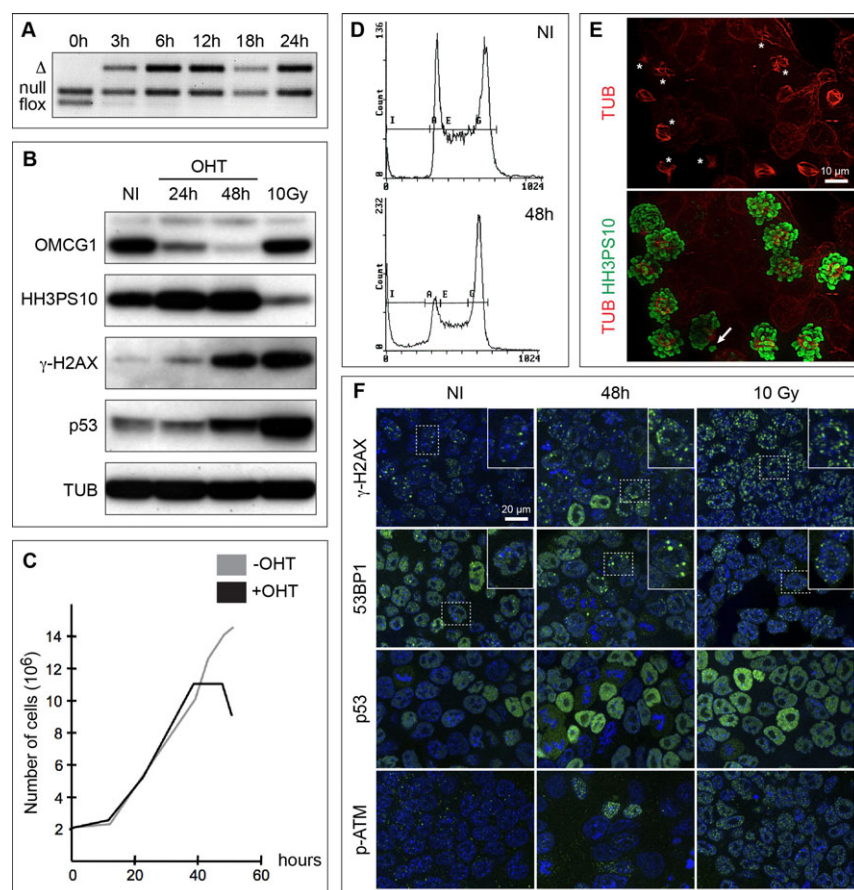 A
0h 3h 6h 12h 18h 24h
Δ
null
flox
B
OHT
NI 24h 48h 10Gy
OMCG1
HH3PS10
γ-H2AX
p53
TUB
C
-OHT
+OHT
Number of cells (10⁶)
14
12
10
8
6
4
2
0 20 40 60 hours
D
NI
136
Count
I A E G
0
0 1024
48h
232
Count
I A E G
0
0 1024
E
TUB
* * * * * * *
10 µm
TUB HH3PS10
F
NI 48h 10 Gy
γ-H2AX
20 µm
53BP1
p53
p-ATM